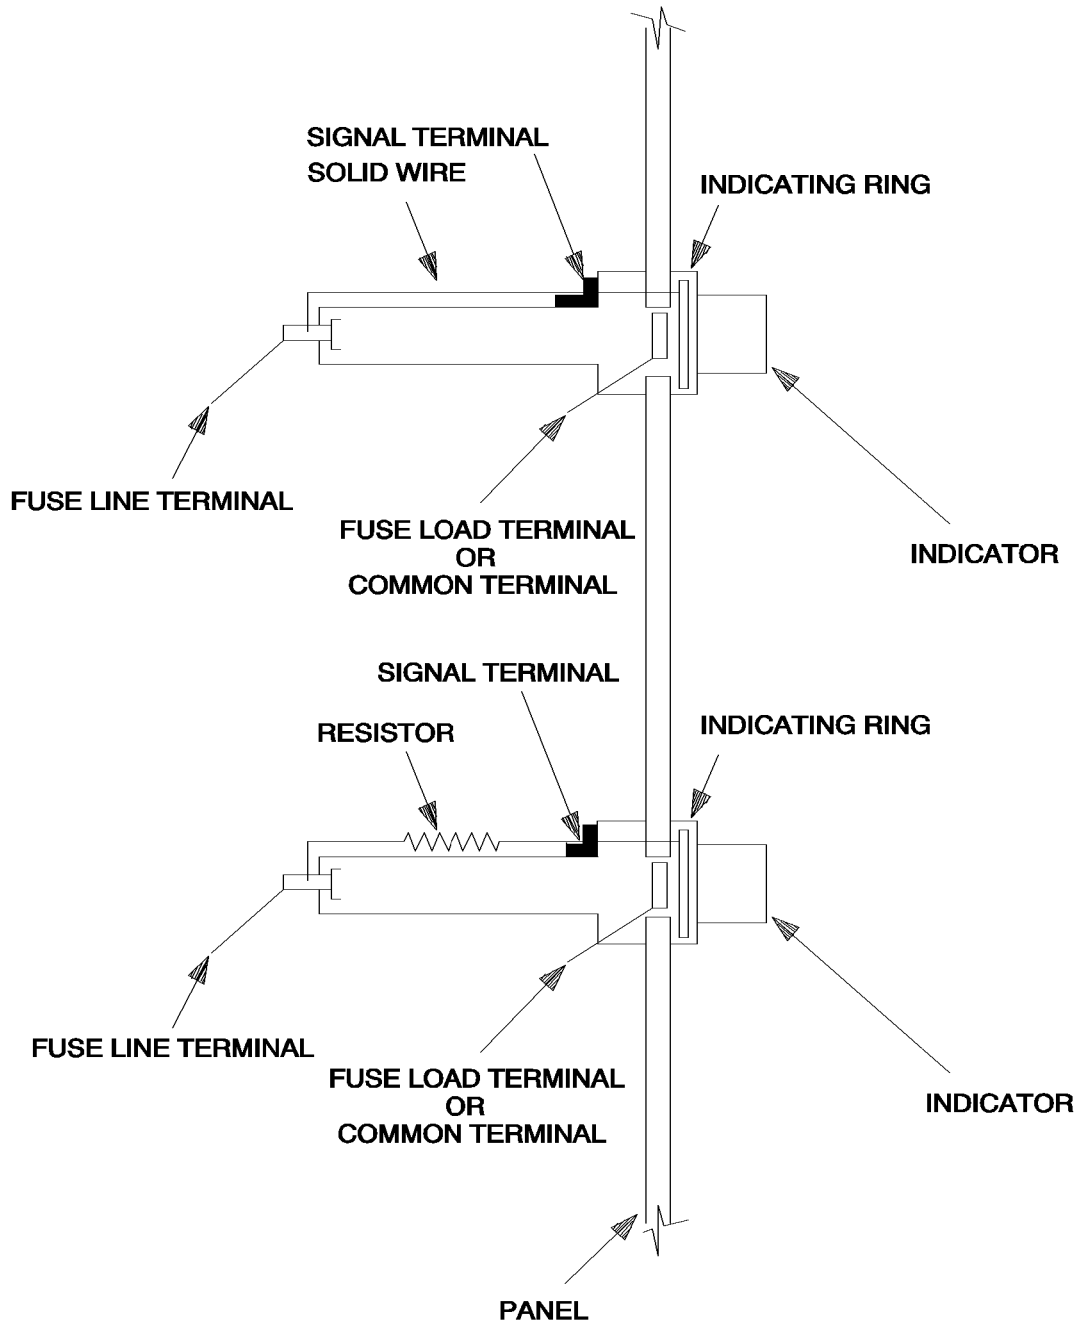 SIGNAL TERMINAL
SOLID WIRE
INDICATING RING
FUSE LINE TERMINAL
FUSE LOAD TERMINAL
OR
COMMON TERMINAL
INDICATOR
SIGNAL TERMINAL
RESISTOR
INDICATING RING
FUSE LINE TERMINAL
FUSE LOAD TERMINAL
OR
COMMON TERMINAL
INDICATOR
PANEL